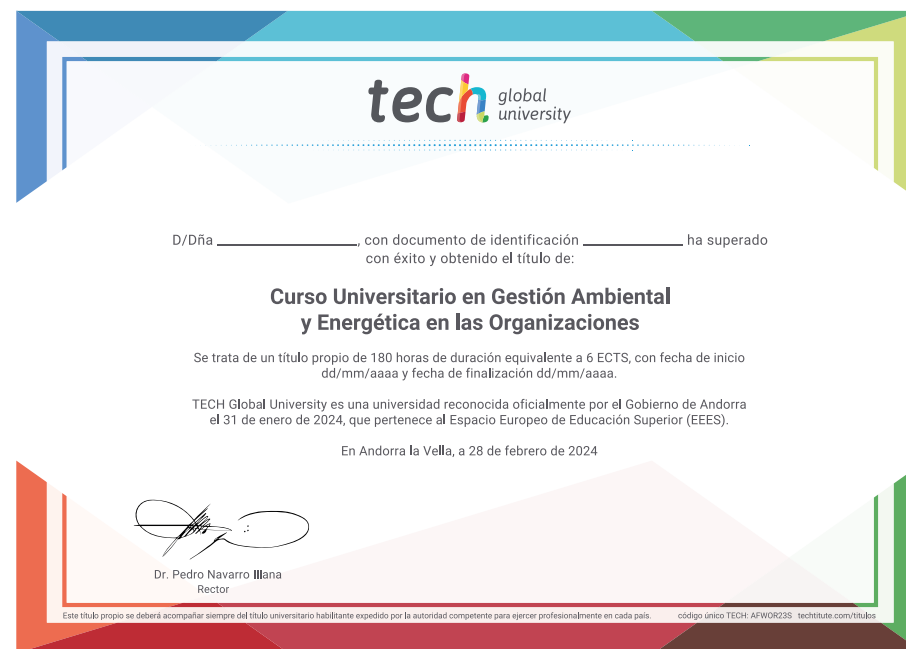 tech global university
D/Dña ____________________, con documento de identificación ______________ ha superado
con éxito y obtenido el título de:
Curso Universitario en Gestión Ambiental
y Energética en las Organizaciones
Se trata de un título propio de 180 horas de duración equivalente a 6 ECTS, con fecha de inicio
dd/mm/aaaa y fecha de finalización dd/mm/aaaa.
TECH Global University es una universidad reconocida oficialmente por el Gobierno de Andorra
el 31 de enero de 2024, que pertenece al Espacio Europeo de Educación Superior (EEES).
En Andorra la Vella, a 28 de febrero de 2024
Dr. Pedro Navarro Illana
Rector
Este título propio se deberá acompañar siempre del título universitario habilitante expedido por la autoridad competente para ejercer profesionalmente en cada país. código único TECH: AFWOR23S techtitute.com/titulos